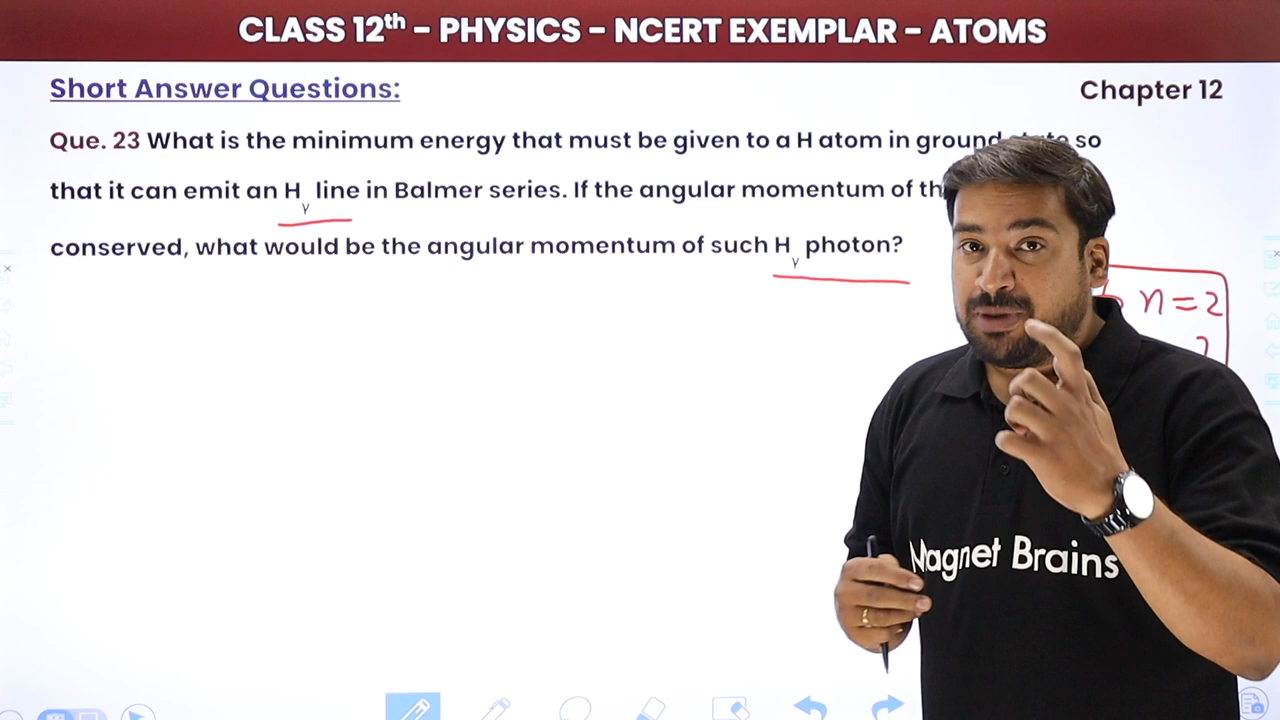 CLASS 12th - PHYSICS - NCERT EXEMPLAR - ATOMS
Short Answer Questions:
Chapter 12
Que. 23 What is the minimum energy that must be given to a H atom in ground state so
that it can emit an Hγ line in Balmer series. If the angular momentum of
conserved, what would be the angular momentum of such Hγ photon?
n=2
Magnet Brains